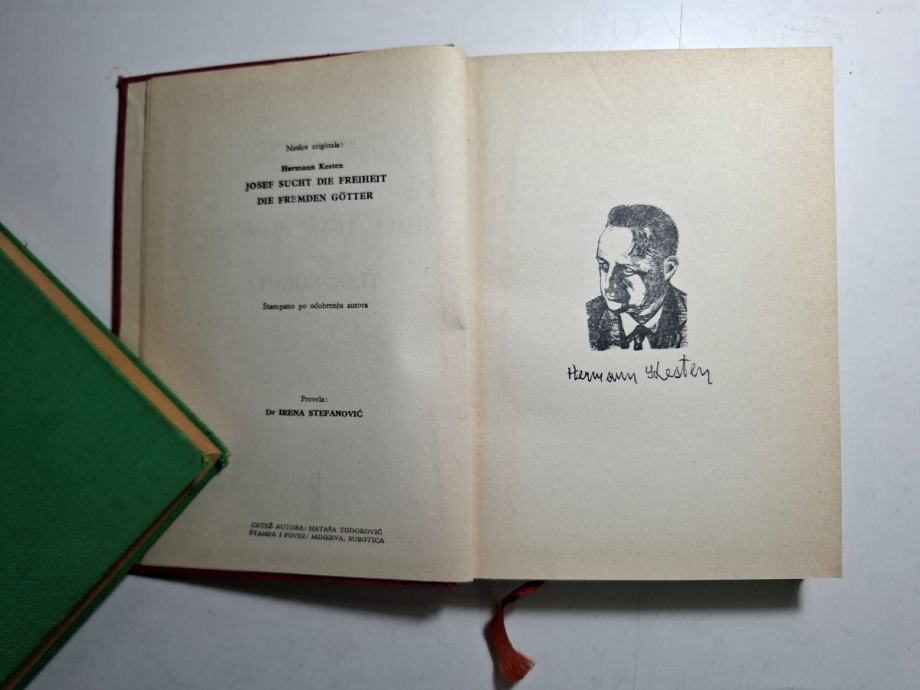 Naslov originala:
Hermann Kesten
JOSEF SUCHT DIE FREIHEIT
DIE FREMDEN GÖTTER
Štampano po odobrenju autora
Prevela:
Dr IRENA STEFANOVIĆ
CRTEŽ AUTORA: NATAŠA TODOROVIĆ
ŠTAMPA I POVEZ: MINERVA, SUBOTICA
Hermann Kesten